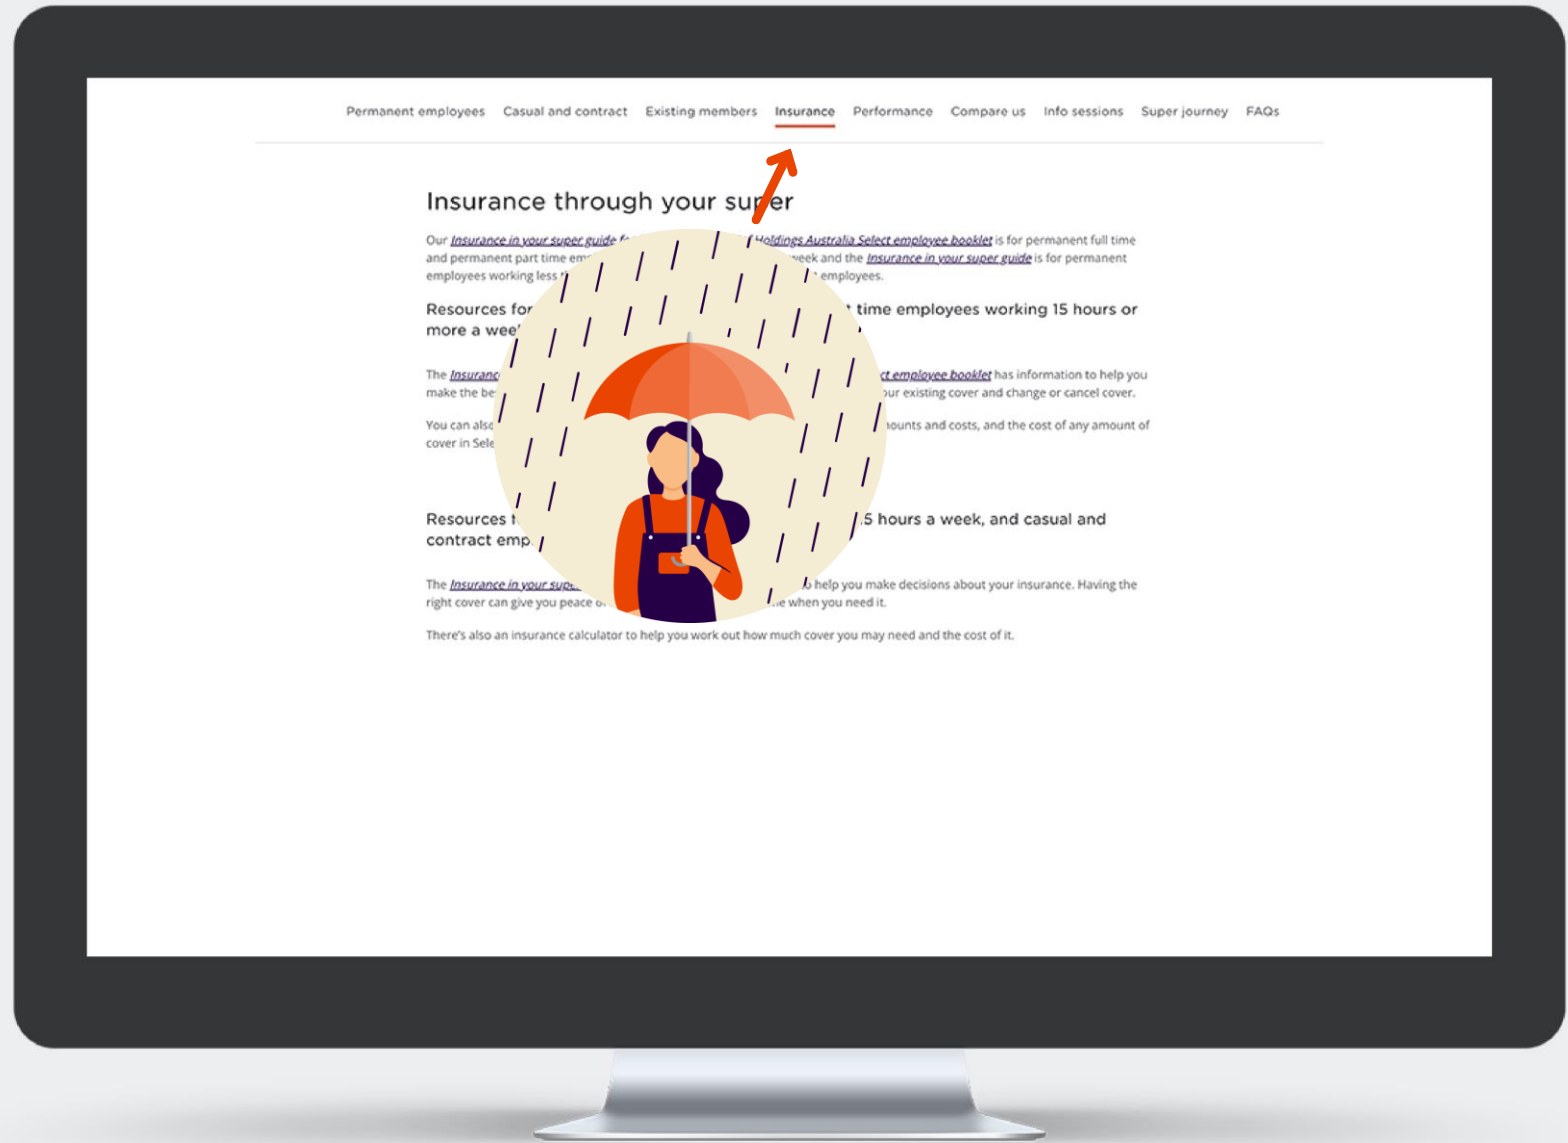 Permanent employees Casual and contract Existing members Insurance Performance Compare us Info sessions Super journey FAQs
Insurance through your super
Our Insurance in your super guide Holdings Australia Select employee booklet is for permanent full time
and permanent part time week and the Insurance in your super guide is for permanent
employees working less employees.
Resources for time employees working 15 hours or
more a
The employee booklet has information to help you
make the existing cover and change or cancel cover.
You can also and costs, and the cost of any amount of
cover in
Resources 5 hours a week, and casual and
contract
The Insurance in your help you make decisions about your insurance. Having the
right cover can give you peace when you need it.
There's also an insurance calculator to help you work out how much cover you may need and the cost of it.